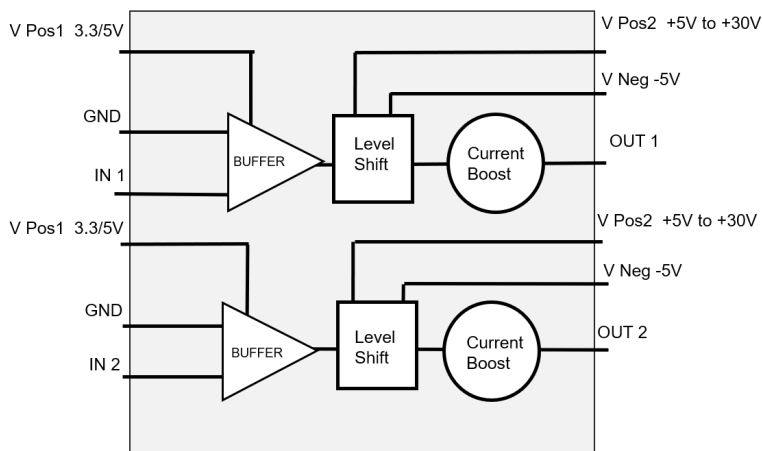 V Pos1 3.3/5V
V Pos2 +5V to +30V
V Neg -5V
GND
BUFFER
Level
Shift
Current
Boost
OUT 1
IN 1
V Pos1 3.3/5V
V Pos2 +5V to +30V
V Neg -5V
GND
BUFFER
Level
Shift
Current
Boost
OUT 2
IN 2